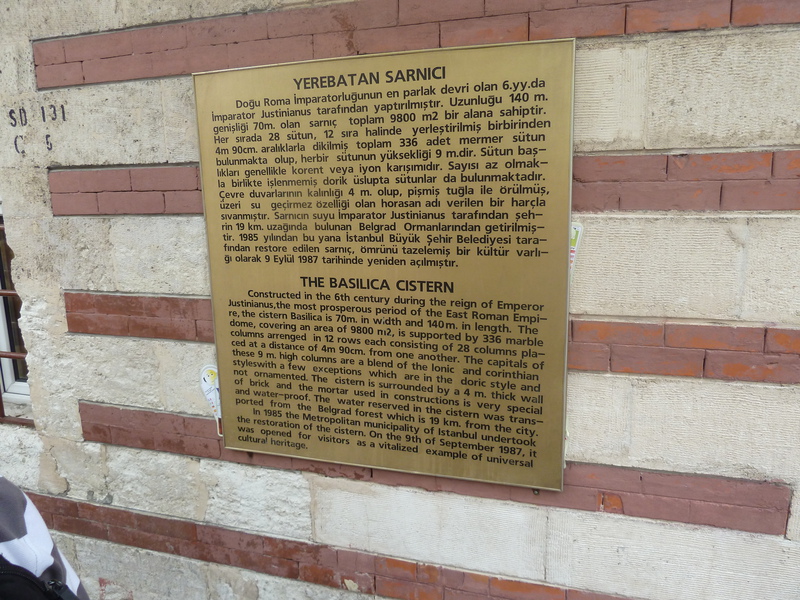 SD 131
C 5
YEREBATAN SARNICI
Doğu Roma İmparatorluğunun en parlak devri olan 6.yy.da
İmparator Justinianus tarafından yaptırılmıştır. Uzunluğu 140 m.
genişliği 70m. olan sarnıç toplam 9800 m2 bir alana sahiptir.
Her sırada 28 sütun, 12 sıra halinde yerleştirilmiş birbirinden
4m 90cm. aralıklarla dikilmiş toplam 336 adet mermer sütun
bulunmakta olup, herbir sütunun yüksekliği 9 m.dir. Sütun baş-
lıkları genellikle korent veya iyon karışımıdır. Sayısı az olmak-
la birlikte işlenmemiş dorik üslupta sütunlar da bulunmaktadır.
Çevre duvarlarının kalınlığı 4 m. olup, pişmiş tuğla ile örülmüş,
üzeri su geçirmez özelliği olan horasan adı verilen bir harçla
sıvanmıştır. Sarnıcın suyu İmparator Justinianus tarafından şeh-
rin 19 km. uzağında bulunan Belgrad Ormanlarından getirilmiş-
tir. 1985 yılından bu yana İstanbul Büyük Şehir Belediyesi tara-
fından restore edilen sarnıç, ömrünü tazelemiş bir kültür varlı-
ğı olarak 9 Eylül 1987 tarihinde yeniden açılmıştır.
THE BASILICA CISTERN
Constructed in the 6th century during the reign of Emperor
Justinianus,the most prosperous period of the East Roman Empi-
re, the cistern Basilica is 70m. in width and 140m. in length. The
dome, covering an area of 9800 m2, is supported by 336 marble
columns arrenged in 12 rows each consisting of 28 columns pla-
ced at a distance of 4m 90cm. from one another. The capitals of
these 9 m. high columns are a blend of the Ionic and corinthian
styleswith a few exceptions which are in the doric style and
not ornamented. The cistern is surrounded by a 4 m. thick wall
of brick and the mortar used in constructions is very special
and water-proof. The water reserved in the cistern was trans-
ported from the Belgrad forest which is 19 km. from the city.
In 1985 the Metropolitan municipality of Istanbul undertook
the restoration of the cistern. On the 9th of September 1987, it
was opened for visitors as a vitalized example of universal
cultural heritage.